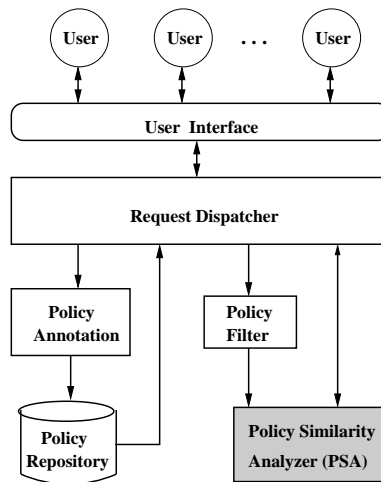 User User ... User
User Interface
Request Dispatcher
Policy
Annotation
Policy
Filter
Policy
Repository
Policy Similarity
Analyzer (PSA)